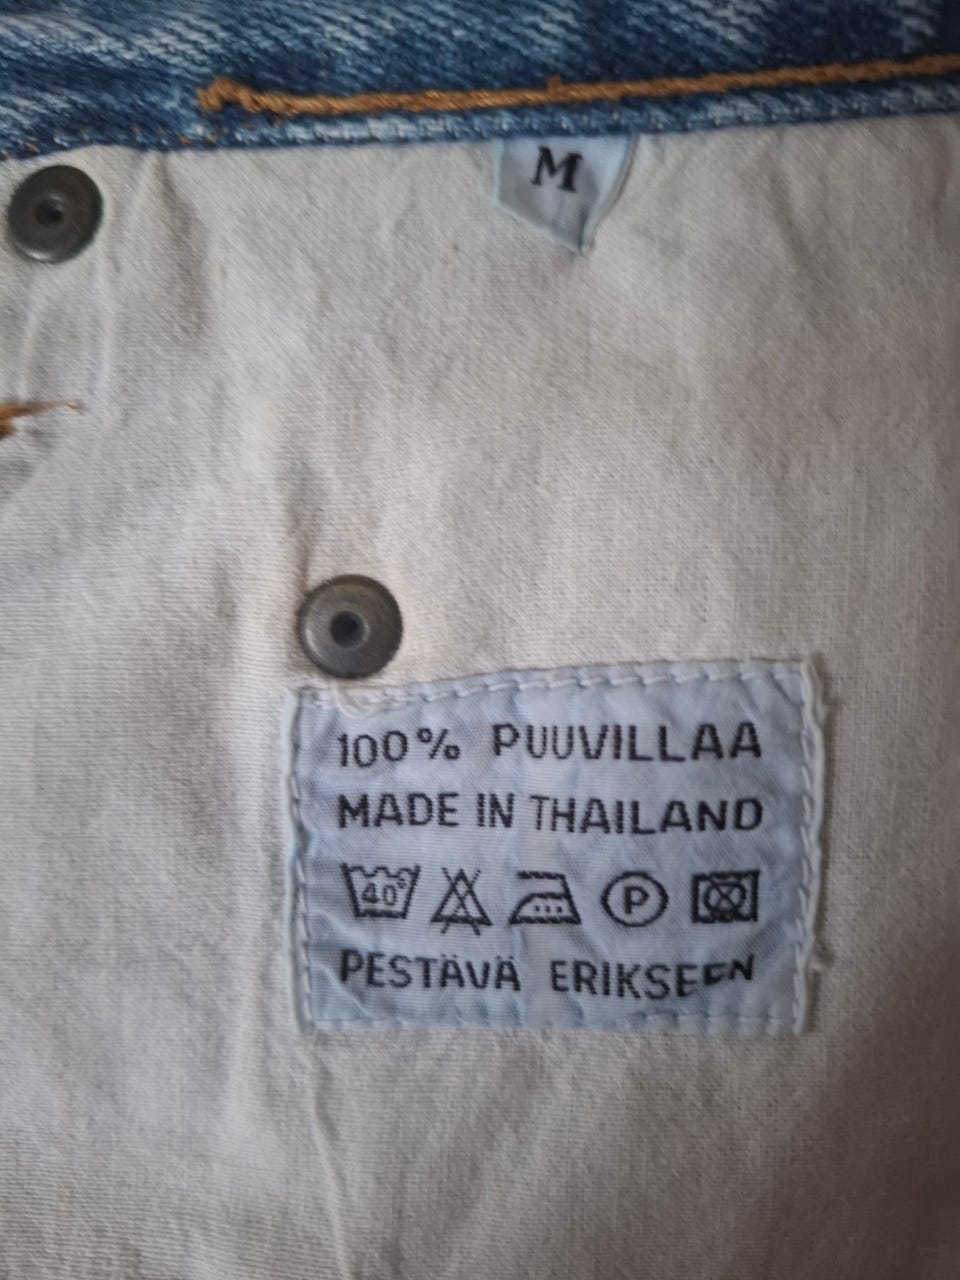 M
100% PUUVILLAA
MADE IN THAILAND
40° P
PESTÄVÄ ERIKSEEN